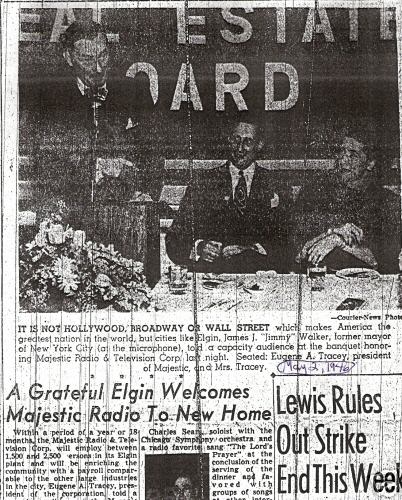 EAL ESTATE
OARD
—Courier-News Photo
IT IS NOT HOLLYWOOD, BROADWAY OR WALL STREET which makes America the
greatest nation in the world, but cities like Elgin, James J. "Jimmy" Walker, former mayor
of New York City (at the microphone), told a capacity audience at the banquet honor-
ing Majestic Radio & Television Corp. last night. Seated: Eugene A. Tracey, president
of Majestic, and Mrs. Tracey.
May 2, 1946
A Grateful Elgin Welcomes
Majestic Radio To New Home
Within a period of a year or 18
months, the Majestic Radio & Tele-
vision Corp. will employ between
1,500 and 2,500 persons in its Elgin
plant and will be enriching the
community with a payroll compar-
able to the other large industries
in the city, Eugene A. Tracey, pres-
ident of the corporation, told a
Charles Sears, soloist with the
Chicago Symphony orchestra and
a radio favorite, sang "The Lord's
Prayer" at the
conclusion of the
serving of the
dinner and
favored with
groups of songs
Lewis Rules
Out Strike
End This Week